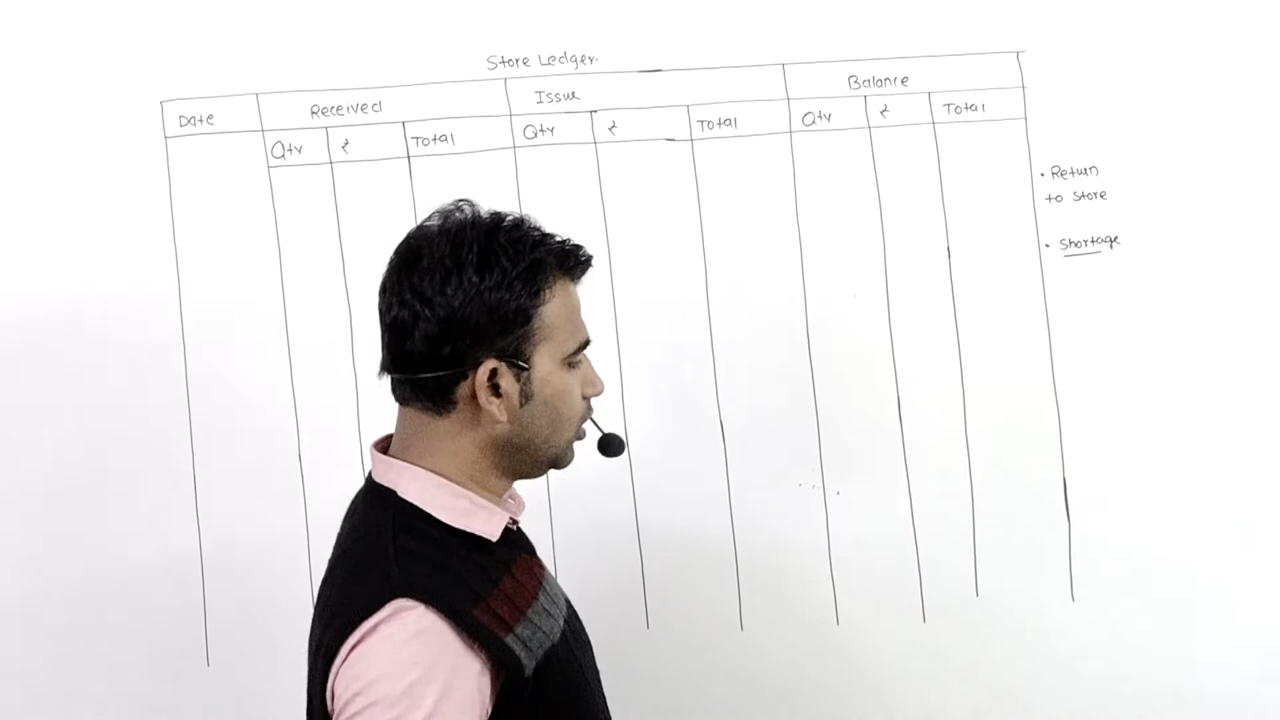 Store Ledger.
Date Received Issue Balance
Qty ₹ Total Qty ₹ Total Qty ₹ Total
• Return
to Store
• Shortage